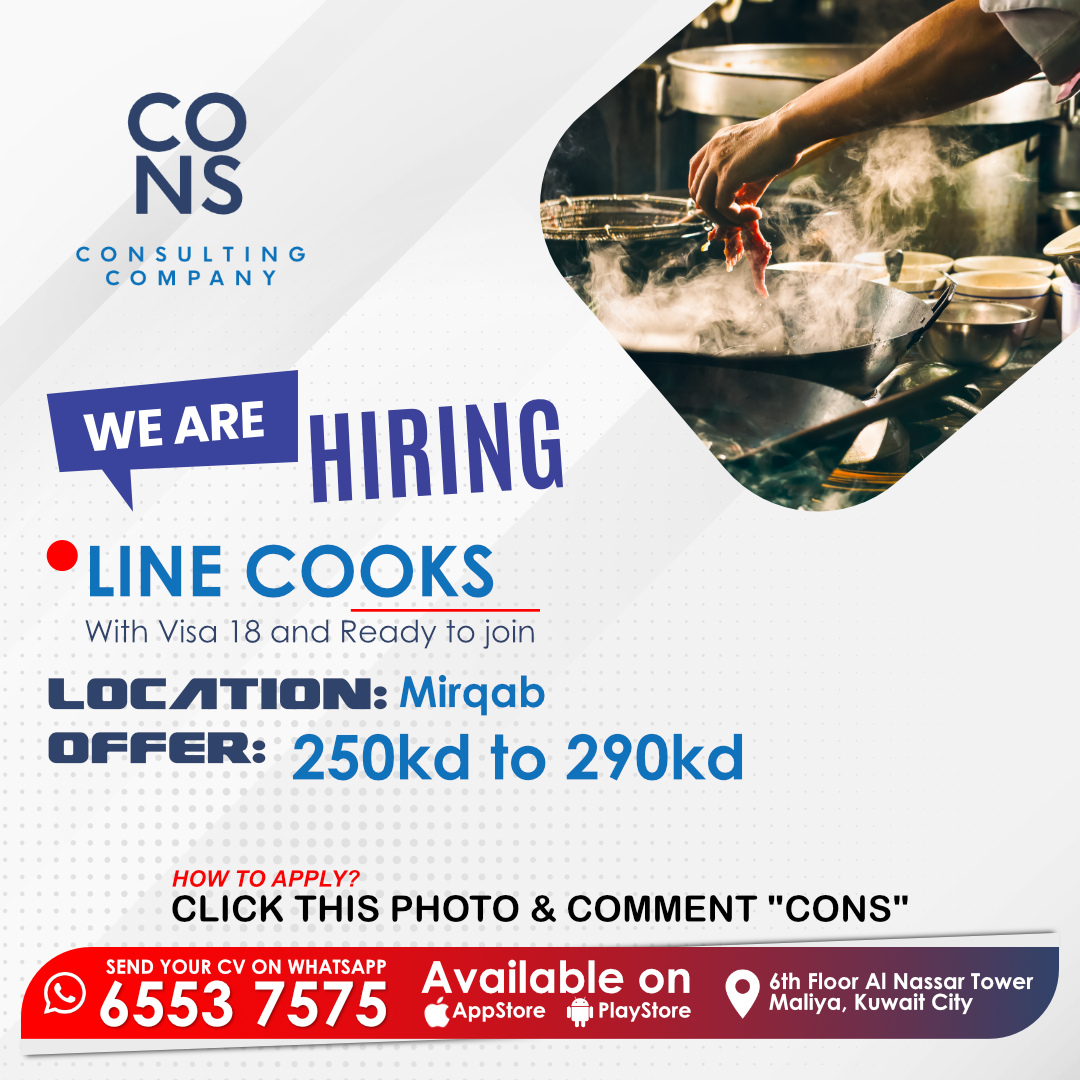 CO
NS
CONSULTING
COMPANY
WE ARE
HIRING
LINE COOKS
With Visa 18 and Ready to join
LOCATION: Mirqab
OFFER: 250kd to 290kd
HOW TO APPLY?
CLICK THIS PHOTO & COMMENT "CONS"
SEND YOUR CV ON WHATSAPP
6553 7575
Available on
AppStore PlayStore
6th Floor Al Nassar Tower
Maliya, Kuwait City